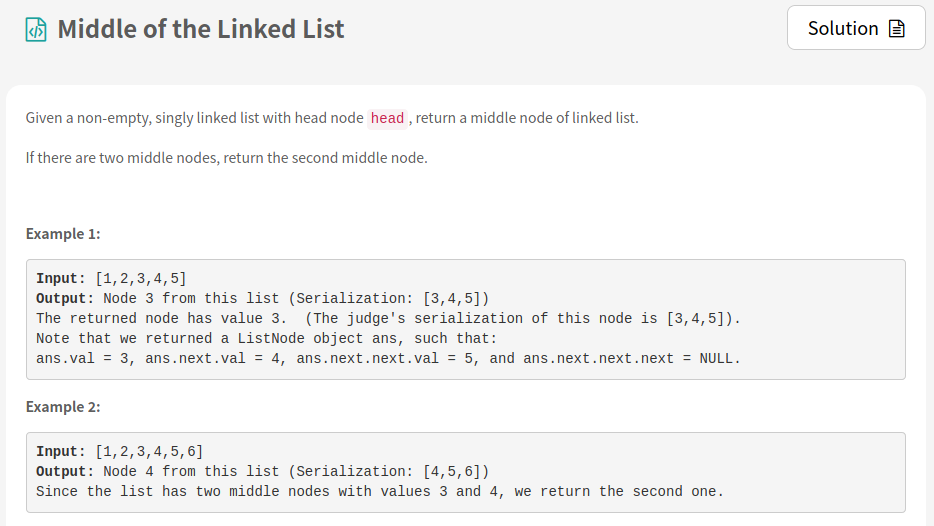 Middle of the Linked List
Solution
Given a non-empty, singly linked list with head node head, return a middle node of linked list.
If there are two middle nodes, return the second middle node.
Example 1:
Input: [1,2,3,4,5]
Output: Node 3 from this list (Serialization: [3,4,5])
The returned node has value 3.  (The judge's serialization of this node is [3,4,5]).
Note that we returned a ListNode object ans, such that:
ans.val = 3, ans.next.val = 4, ans.next.next.val = 5, and ans.next.next.next = NULL.
Example 2:
Input: [1,2,3,4,5,6]
Output: Node 4 from this list (Serialization: [4,5,6])
Since the list has two middle nodes with values 3 and 4, we return the second one.